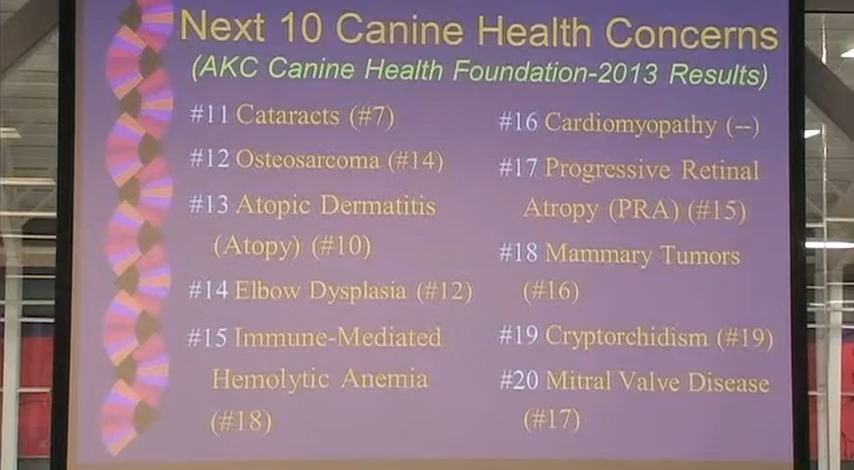 Next 10 Canine Health Concerns
(AKC Canine Health Foundation-2013 Results)
#11 Cataracts (#7)
#12 Osteosarcoma (#14)
#13 Atopic Dermatitis
(Atopy) (#10)
#14 Elbow Dysplasia (#12)
#15 Immune-Mediated
Hemolytic Anemia
(#18)
#16 Cardiomyopathy (--)
#17 Progressive Retinal
Atropy (PRA) (#15)
#18 Mammary Tumors
(#16)
#19 Cryptorchidism (#19)
#20 Mitral Valve Disease
(#17)